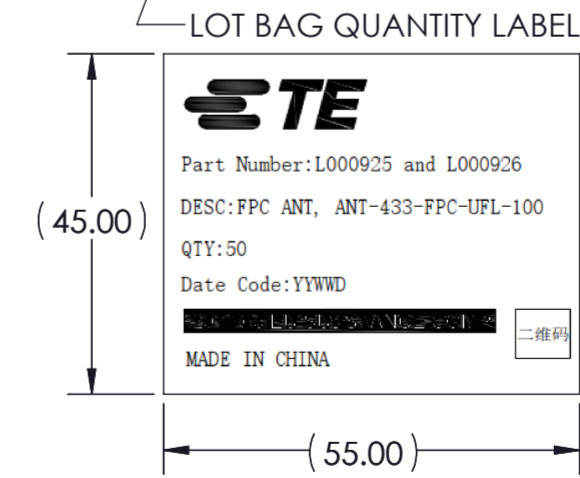 LOT BAG QUANTITY LABEL
TE
Part Number:L000925 and L000926
(45.00)
DESC:FPC ANT, ANT-433-FPC-UFL-100
QTY:50
Date Code:YYWWD
二维码
MADE IN CHINA
(55.00)